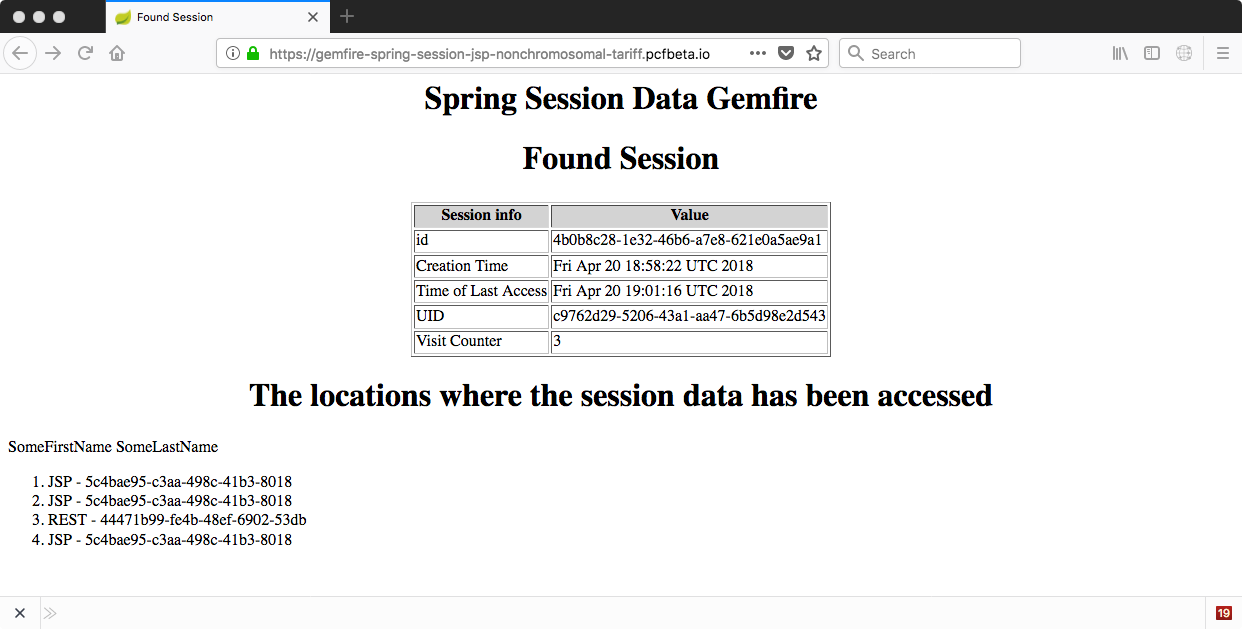 Found Session
https://gemfire-spring-session-jsp-nonchromosomal-tariff.pcfbeta.io
Search
Spring Session Data Gemfire
Found Session
Session info Value
id 4b0b8c28-1e32-46b6-a7e8-621e0a5ae9a1
Creation Time Fri Apr 20 18:58:22 UTC 2018
Time of Last Access Fri Apr 20 19:01:16 UTC 2018
UID c9762d29-5206-43a1-aa47-6b5d98e2d543
Visit Counter 3
The locations where the session data has been accessed
SomeFirstName SomeLastName
1. JSP - 5c4bae95-c3aa-498c-41b3-8018
2. JSP - 5c4bae95-c3aa-498c-41b3-8018
3. REST - 44471b99-fe4b-48ef-6902-53db
4. JSP - 5c4bae95-c3aa-498c-41b3-8018
19